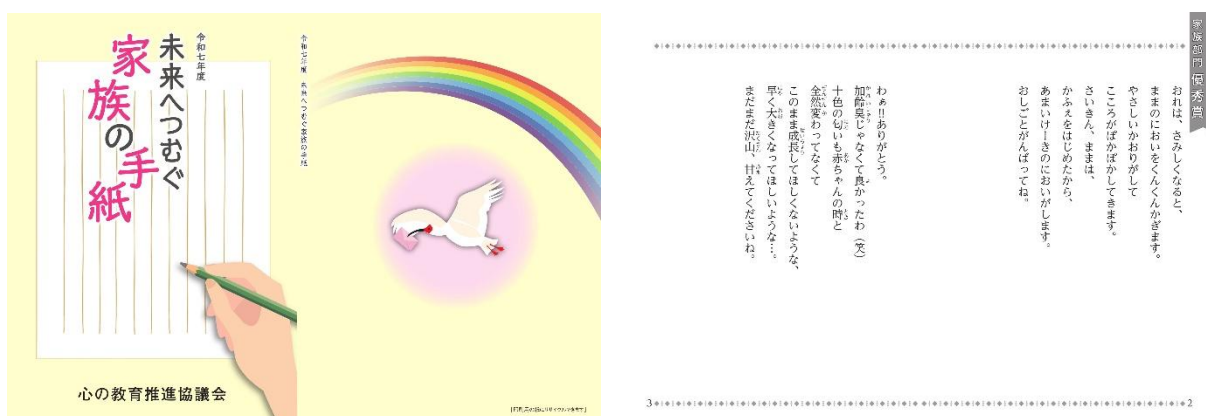 令和七年度
未来へつむぐ
家族の手紙
心の教育推進協議会
令和七年度 未来へつむぐ家族の手紙
家族部門 優秀賞
おれは、さみしくなると、
ままのにおいをくんくんかぎます。
やさしいかおりがして
こころがぽかぽかしてきます。
さいきん、ままは、
かふぇをはじめたから、
あまいけーきのにおいがします。
おしごとがんばってね。
2
わぁ!!ありがとう。
加齢臭じゃなくて良かったわ(笑)
十色の匂いも赤ちゃんの時と
全然変わってなくて
このまま成長してほしくないような、
早く大きくなってほしいような…。
まだまだ沢山、甘えてくださいね。
3